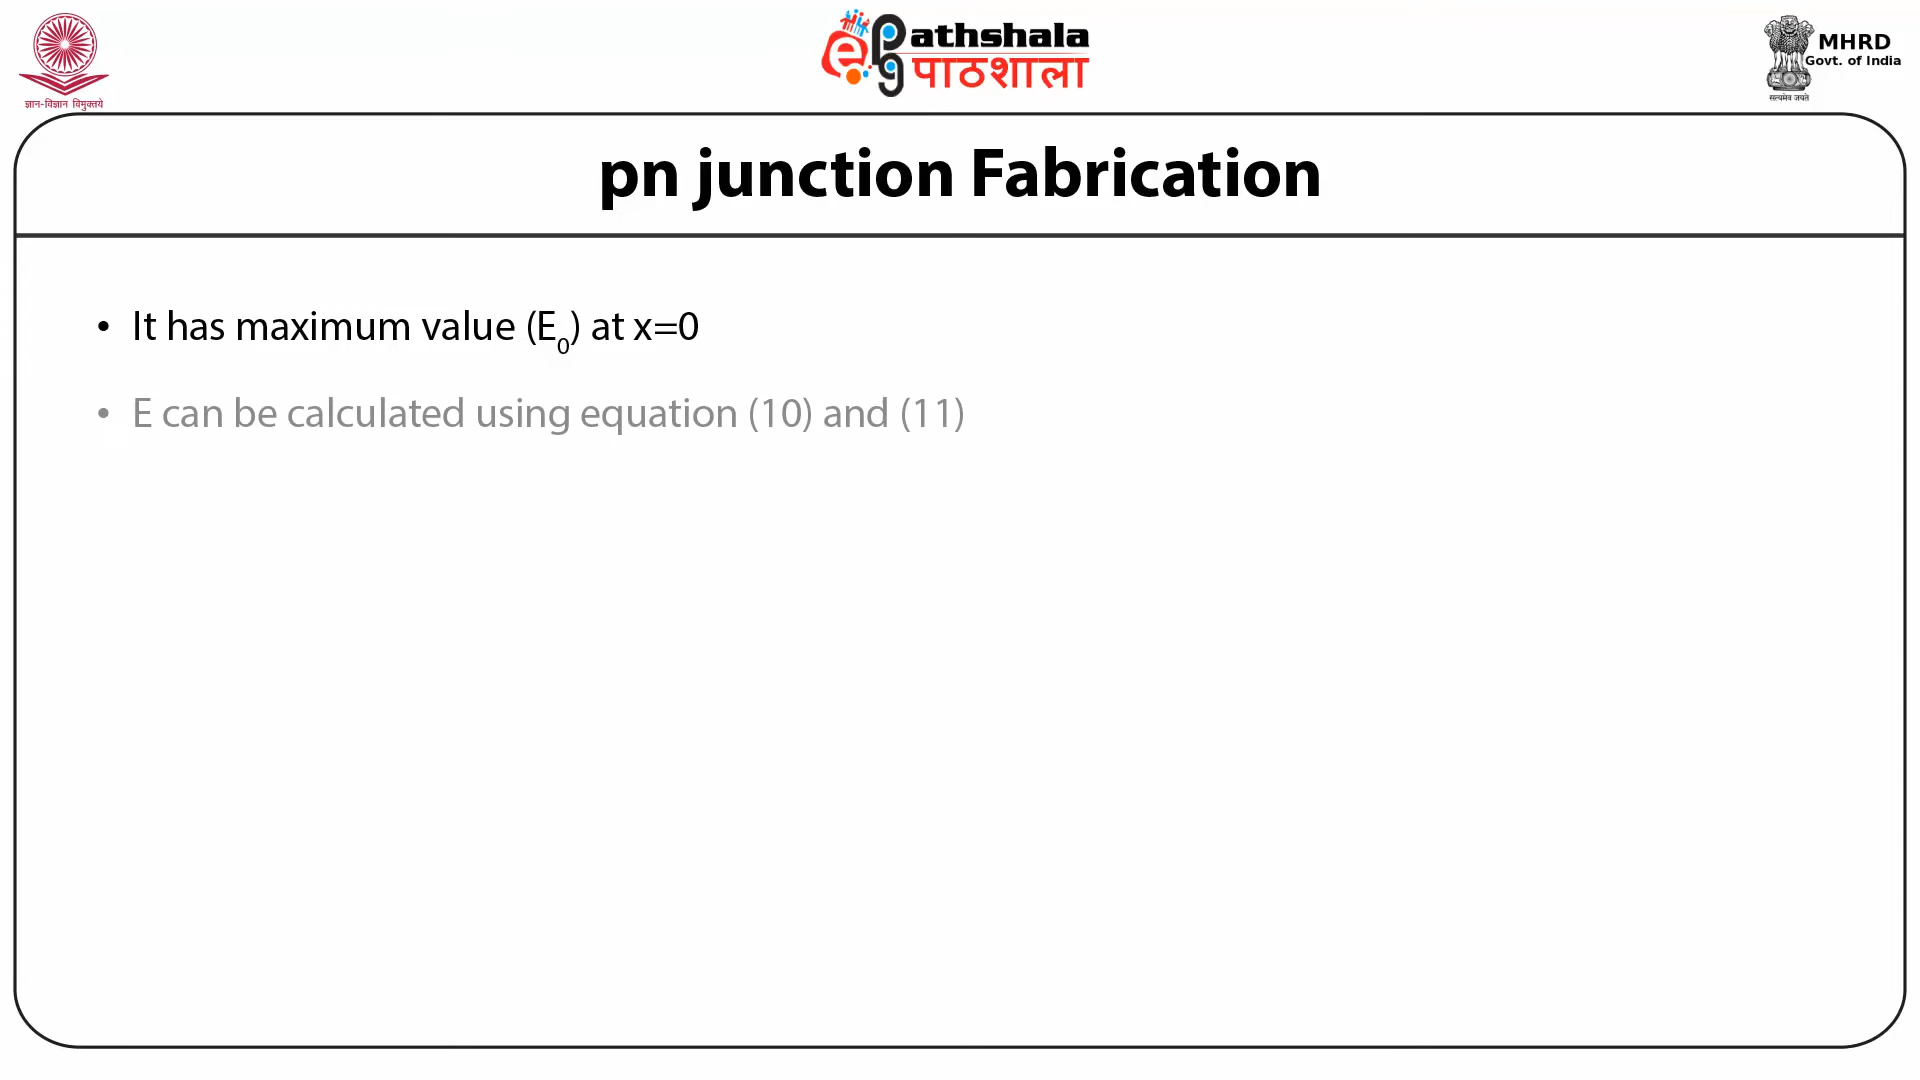 ज्ञान-विज्ञान विमुक्तये
ePG athshala
पाठशाला
सत्यमेव जयते
MHRD
Govt. of India
pn junction Fabrication
• It has maximum value (E₀) at x=0
• E can be calculated using equation (10) and (11)